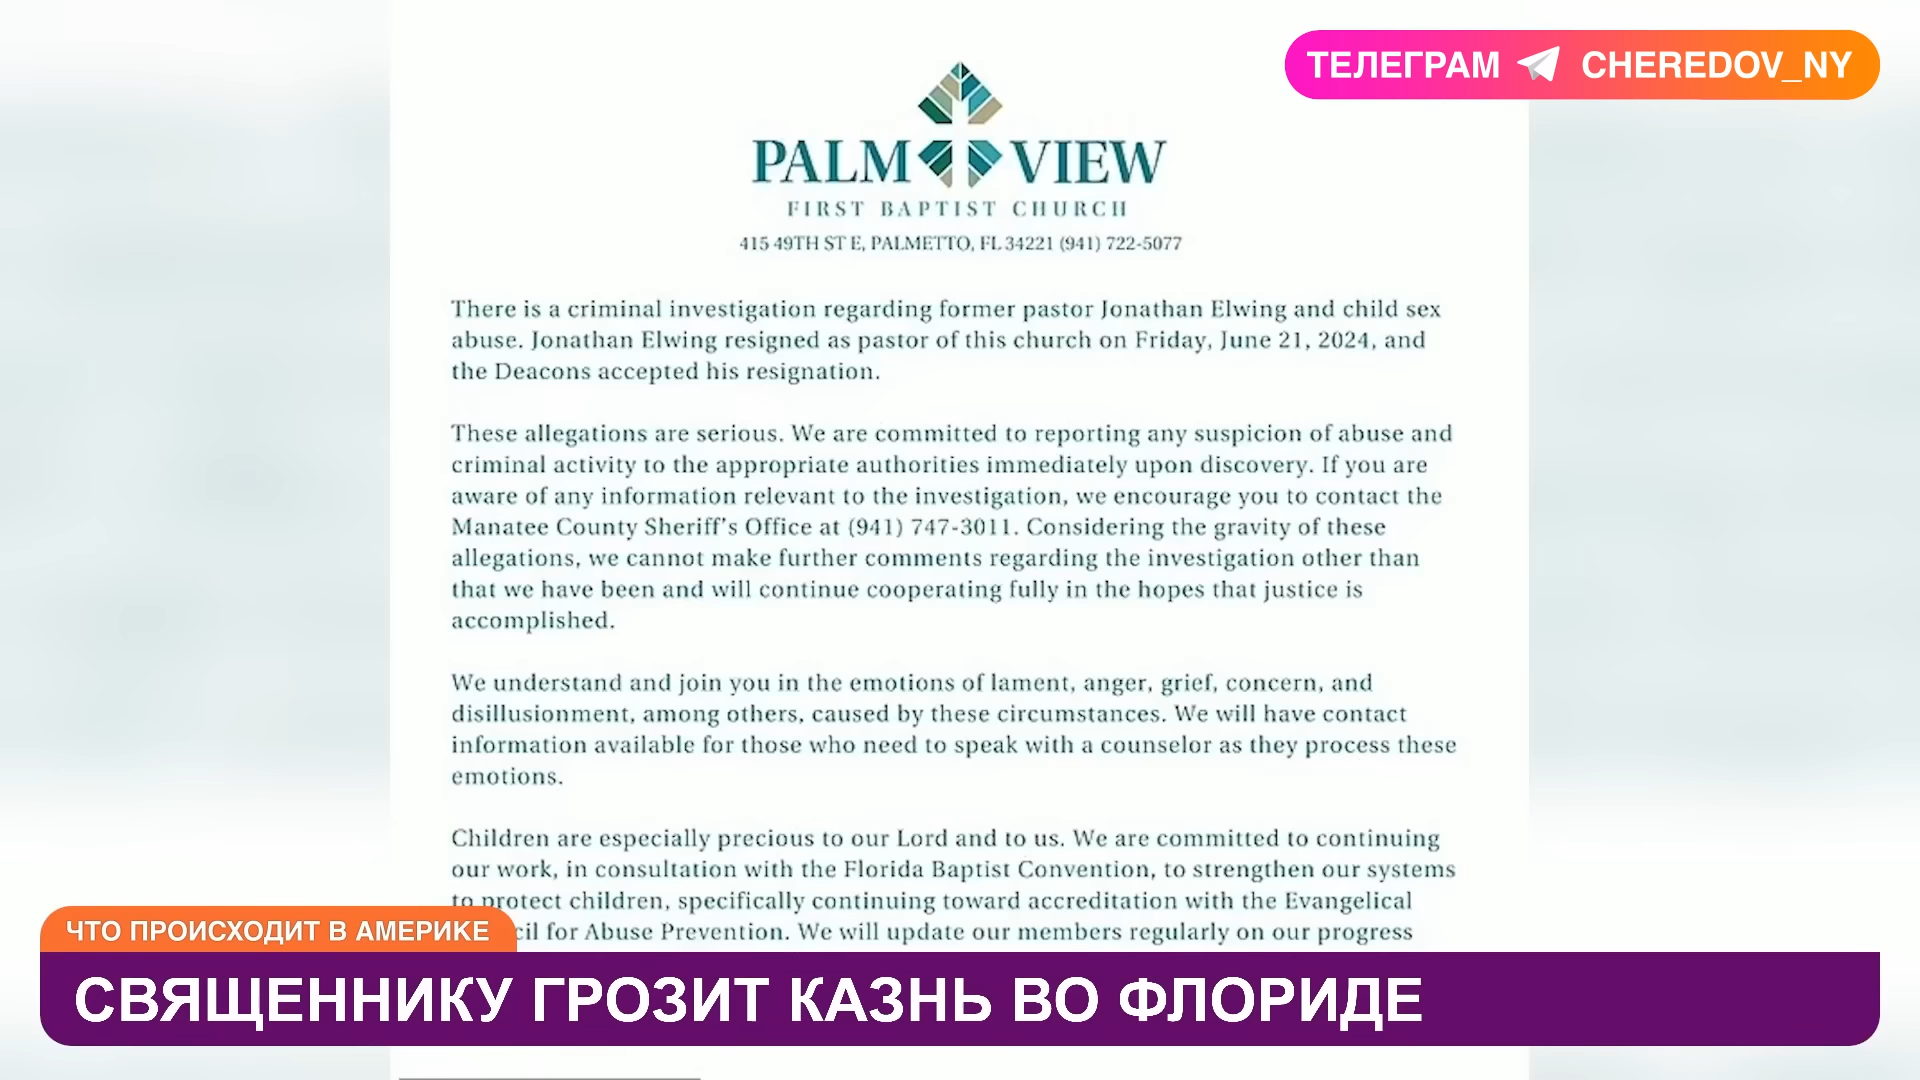 ТЕЛЕГРАМ CHEREDOV_NY
PALM VIEW
FIRST BAPTIST CHURCH
415 49TH ST E, PALMETTO, FL 34221 (941) 722-5077
There is a criminal investigation regarding former pastor Jonathan Elwing and child sex
abuse. Jonathan Elwing resigned as pastor of this church on Friday, June 21, 2024, and
the Deacons accepted his resignation.
These allegations are serious. We are committed to reporting any suspicion of abuse and
criminal activity to the appropriate authorities immediately upon discovery. If you are
aware of any information relevant to the investigation, we encourage you to contact the
Manatee County Sheriff's Office at (941) 747-3011. Considering the gravity of these
allegations, we cannot make further comments regarding the investigation other than
that we have been and will continue cooperating fully in the hopes that justice is
accomplished.
We understand and join you in the emotions of lament, anger, grief, concern, and
disillusionment, among others, caused by these circumstances. We will have contact
information available for those who need to speak with a counselor as they process these
emotions.
Children are especially precious to our Lord and to us. We are committed to continuing
our work, in consultation with the Florida Baptist Convention, to strengthen our systems
to protect children, specifically continuing toward accreditation with the Evangelical
for Abuse Prevention. We will update our members regularly on our progress
ЧТО ПРОИСХОДИТ В АМЕРИКЕ
СВЯЩЕННИКУ ГРОЗИТ КАЗНЬ ВО ФЛОРИДЕ